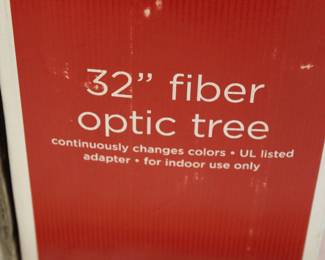 32” fiber
optic tree
continuously changes colors • UL listed
adapter • for indoor use only